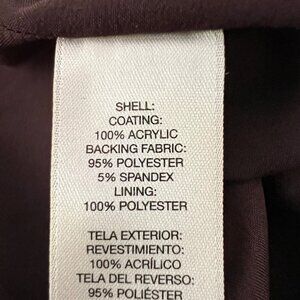 SHELL:
COATING:
100% ACRYLIC
BACKING FABRIC:
95% POLYESTER
5% SPANDEX
LINING:
100% POLYESTER
TELA EXTERIOR:
REVESTIMIENTO:
100% ACRÍLICO
TELA DEL REVERSO:
95% POLIÉSTER